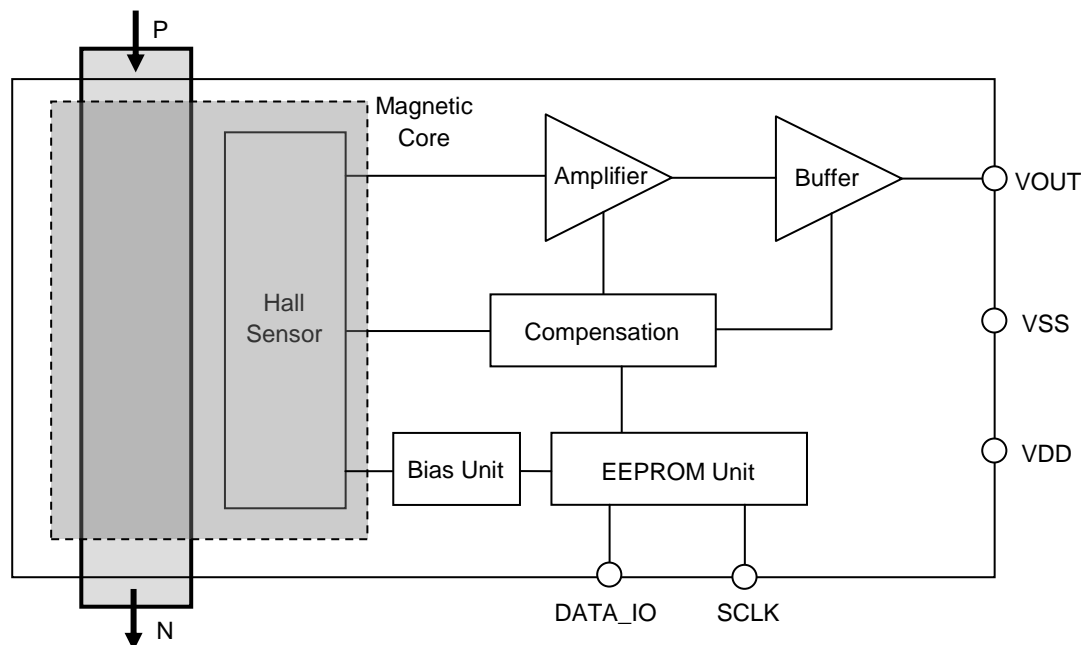 P
Magnetic
Core
Amplifier
Buffer
VOUT
Hall
Sensor
Compensation
VSS
Bias Unit
EEPROM Unit
VDD
DATA_IO
SCLK
N